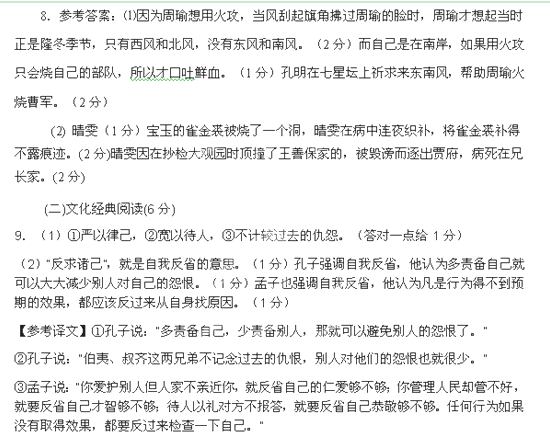 8．参考答案：⑴因为周瑜想用火攻，当风刮起旗角拂过周瑜的脸时，周瑜才想起当时
正是隆冬季节，只有西风和北风，没有东风和南风。（2 分）而自己是在南岸，如果用火攻
只会烧自己的部队，所以才口吐鲜血。（1 分）孔明在七星坛上祈求来东南风，帮助周瑜火
烧曹军。（2 分）
(2) 晴雯（1 分）宝玉的雀金裘被烧了一个洞，晴雯在病中连夜织补，将雀金裘补得
不露痕迹。(2 分)晴雯因在抄检大观园时顶撞了王善保家的，被毁谤而逐出贾府，病死在兄
长家。(2 分)
(二)文化经典阅读(6 分)
9．（1）①严以律己，②宽以待人，③不计较过去的仇怨。（答对一点给 1 分）
（2）"反求诸己"，就是自我反省的意思。（1 分）孔子强调自我反省，他认为多责备自己就
可以大大减少别人对自己的怨恨。（1 分）孟子也强调自我反省，他认为凡是行为得不到预
期的效果，都应该反过来从自身找原因。（1 分）
【参考译文】①孔子说："多责备自己，少责备别人，那就可以避免别人的怨恨了。"
②孔子说："伯夷、叔齐这两兄弟不记念过去的仇恨，别人对他们的怨恨也就很少。"
③孟子说："你爱护别人但人家不亲近你，就反省自己的仁爱够不够；你管理人民却管不好，
就要反省自己才智够不够；待人以礼对方不报答，就要反省自己恭敬够不够。任何行为如果
没有取得效果，都要反过来检查一下自己。"